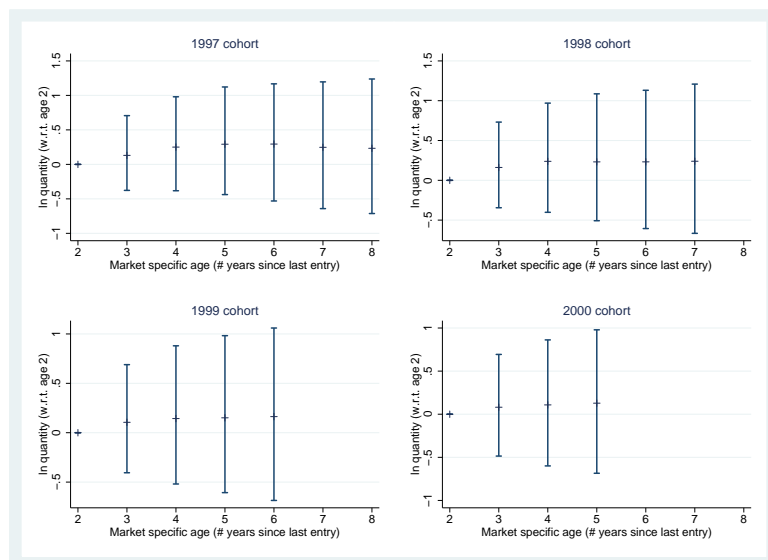 1997 cohort
ln quantity (w.r.t. age 2)
1.5
1
.5
0
-.5
-1
2 3 4 5 6 7 8
Market specific age (# years since last entry)
1998 cohort
ln quantity (w.r.t. age 2)
1.5
1
.5
0
-.5
2 3 4 5 6 7 8
Market specific age (# years since last entry)
1999 cohort
ln quantity (w.r.t. age 2)
1
.5
0
-.5
2 3 4 5 6 7 8
Market specific age (# years since last entry)
2000 cohort
ln quantity (w.r.t. age 2)
1
.5
0
-.5
-1
2 3 4 5 6 7 8
Market specific age (# years since last entry)